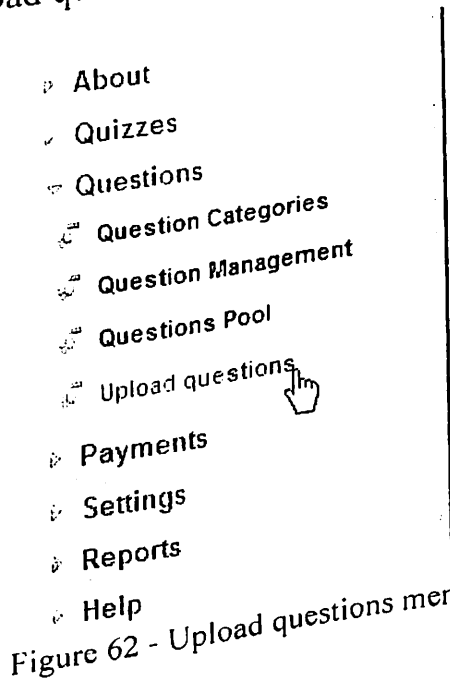 About
Quizzes
Questions
Question Categories
Question Management
Questions Pool
Upload questions
Payments
Settings
Reports
Help
Figure 62 - Upload questions